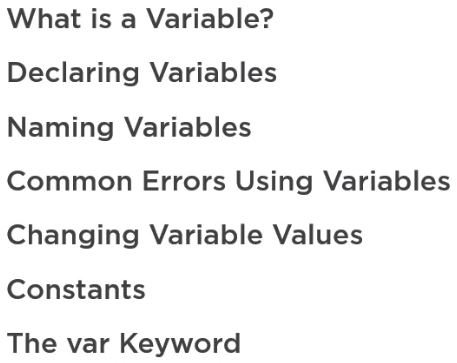 What is a Variable?
Declaring Variables
Naming Variables
Common Errors Using Variables
Changing Variable Values
Constants
The var Keyword